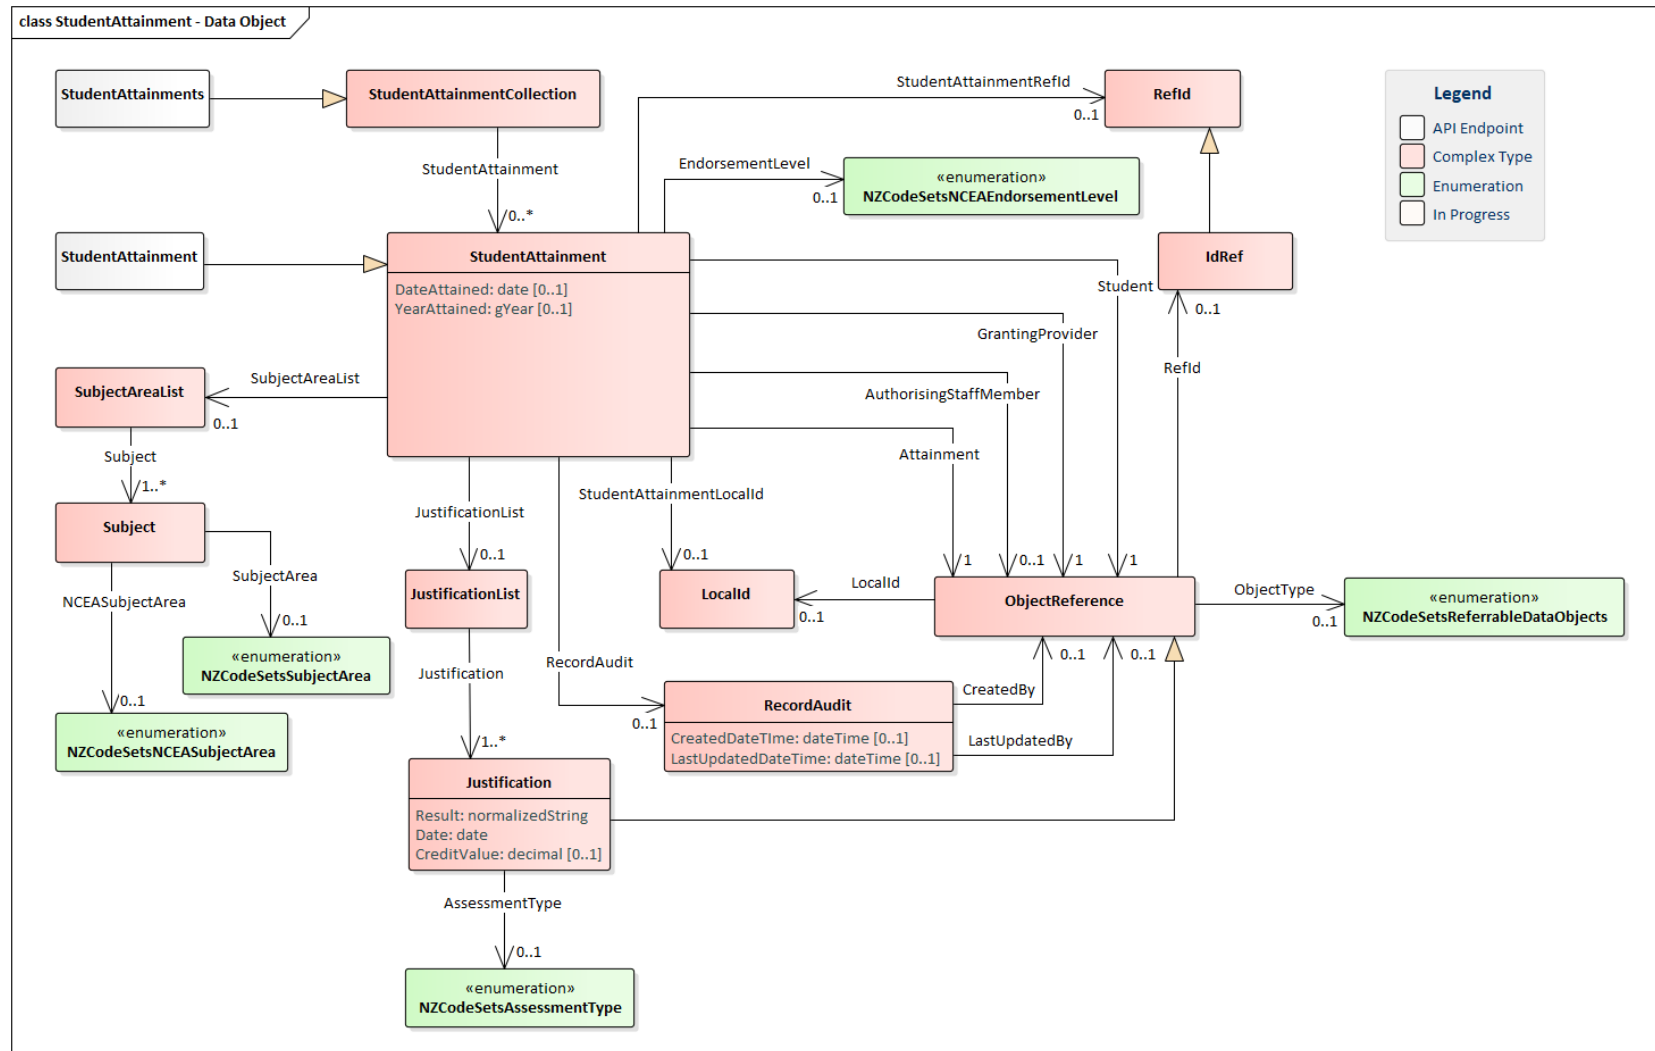 class StudentAttainment - Data Object
StudentAttainments
StudentAttainmentCollection
StudentAttainmentRefId
0..1
RefId
Legend
API Endpoint
Complex Type
Enumeration
In Progress
StudentAttainment
0..*
EndorsementLevel
0..1
«enumeration»
NZCodeSetsNCEAEndorsementLevel
StudentAttainment
StudentAttainment
DateAttained: date [0..1]
YearAttained: gYear [0..1]
IdRef
0..1
Student
GrantingProvider
RefId
AuthorisingStaffMember
Attainment
SubjectAreaList
SubjectAreaList
0..1
Subject
1..*
Subject
StudentAttainmentLocalId
JustificationList
0..1
0..1
1
0..1
1
1
SubjectArea
NCEASubjectArea
0..1
JustificationList
LocalId
LocalId
0..1
ObjectReference
ObjectType
0..1
«enumeration»
NZCodeSetsReferrableDataObjects
«enumeration»
NZCodeSetsSubjectArea
0..1
«enumeration»
NZCodeSetsNCEASubjectArea
Justification
RecordAudit
0..1
0..1
0..1
CreatedBy
LastUpdatedBy
RecordAudit
CreatedDateTIme: dateTime [0..1]
LastUpdatedDateTime: dateTime [0..1]
1..*
Justification
Result: normalizedString
Date: date
CreditValue: decimal [0..1]
AssessmentType
0..1
«enumeration»
NZCodeSetsAssessmentType